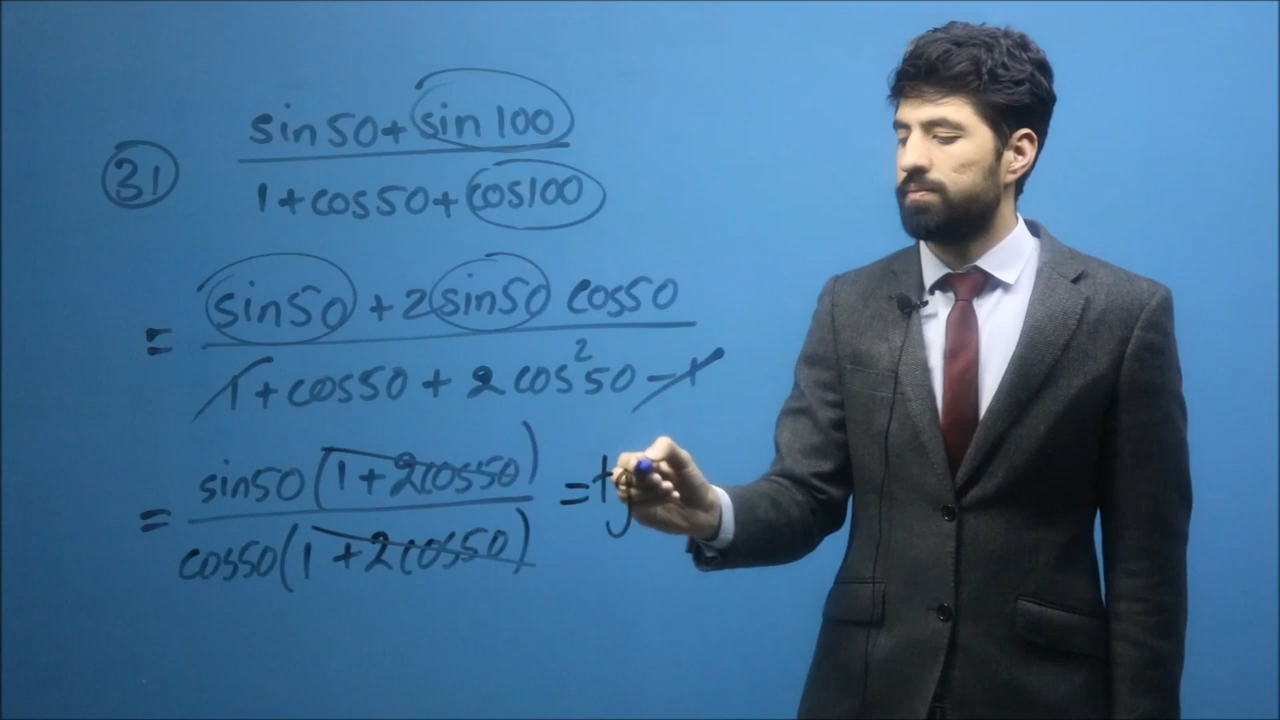 31
sin50+sin100
1+cos50+cos100
= sin50 + 2sin50 cos50
1+cos50 + 2cos²50-1
= sin50(1+2cos50) = tg
cos50(1+2cos50)